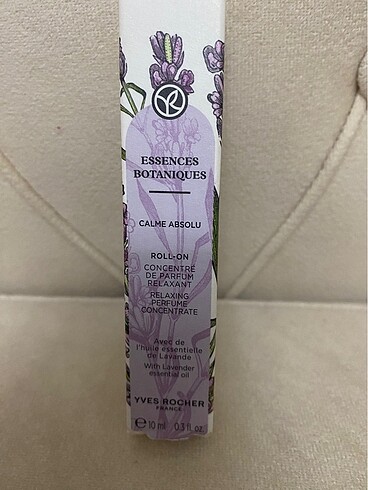 ESSENCES
BOTANIQUES
CALME ABSOLU
ROLL-ON
CONCENTRÉ
DE PARFUM
RELAXANT
RELAXING
PERFUME
CONCENTRATE
Avec de
l'huile essentielle
de Lavande
With Lavender
essential oil
YVES ROCHER
FRANCE
℮ 10 ml 0.3 fl. oz.